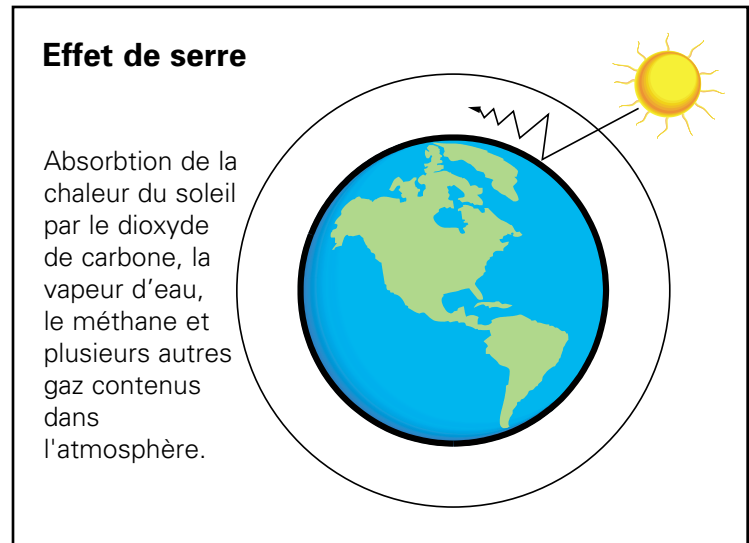 Effet de serre
Absorbtion de la
chaleur du soleil
par le dioxyde
de carbone, la
vapeur d’eau,
le méthane et
plusieurs autres
gaz contenus
dans
l'atmosphère.